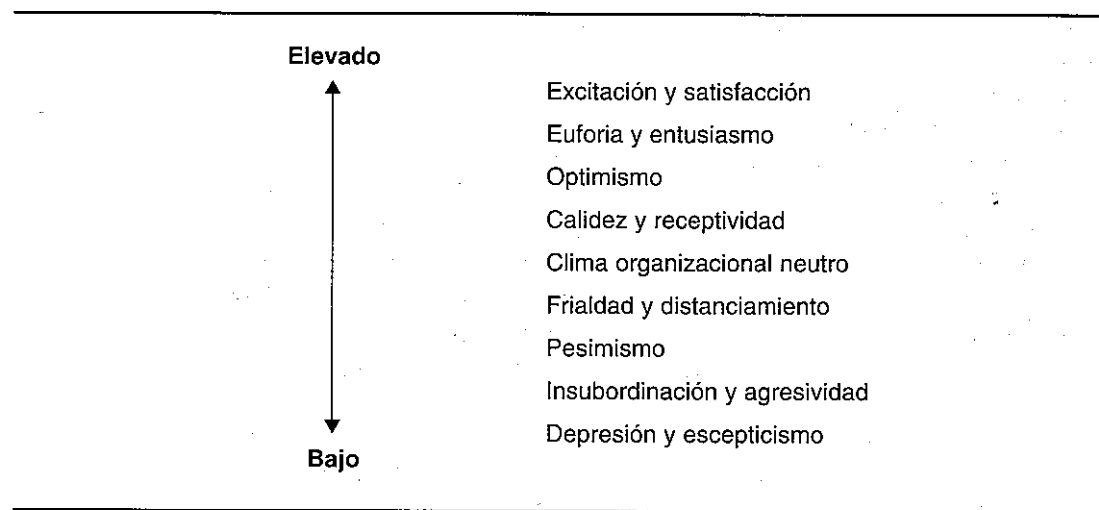 Elevado
Excitación y satisfacción
Euforia y entusiasmo
Optimismo
Calidez y receptividad
Clima organizacional neutro
Frialdad y distanciamiento
Pesimismo
Insubordinación y agresividad
Depresión y escepticismo
Bajo